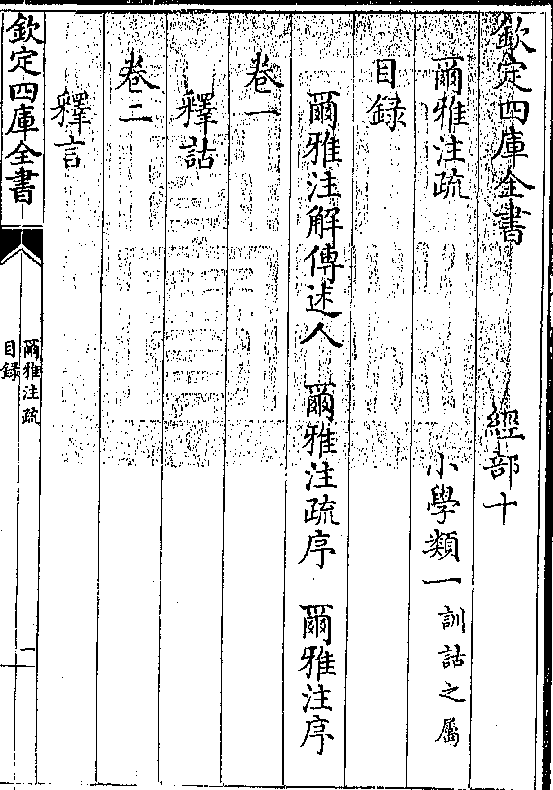 欽定四庫全書　經部十
爾雅注疏　小學類一訓詁之屬
目録
爾雅注解傳述人　爾雅注疏序　爾雅注序
卷一
釋詁
卷二
釋言
欽定四庫全書
爾雅注疏
目録
一